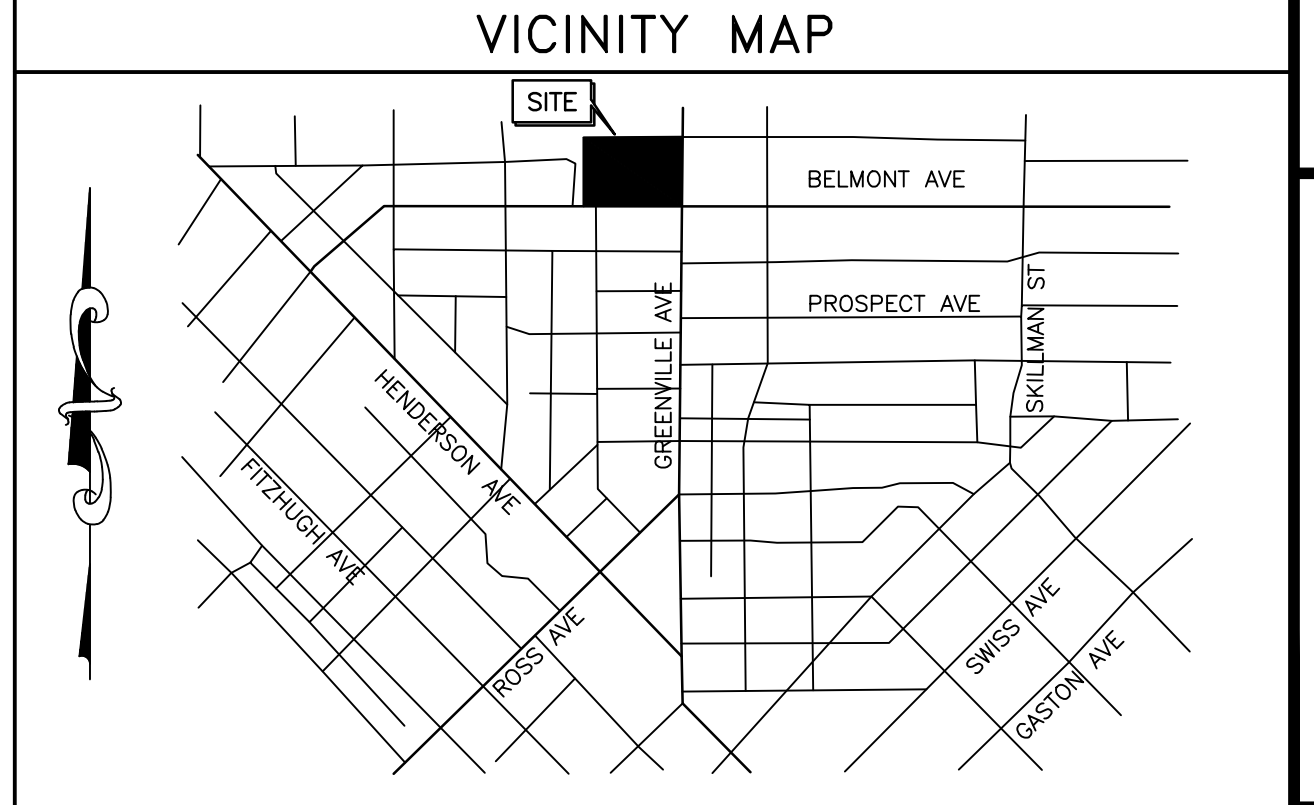 VICINITY MAP
SITE
BELMONT AVE
PROSPECT AVE
GREENVILLE AVE
SKILLMAN ST
HENDERSON AVE
FITZHUGH AVE
ROSS AVE
SWISS AVE
GASTON AVE